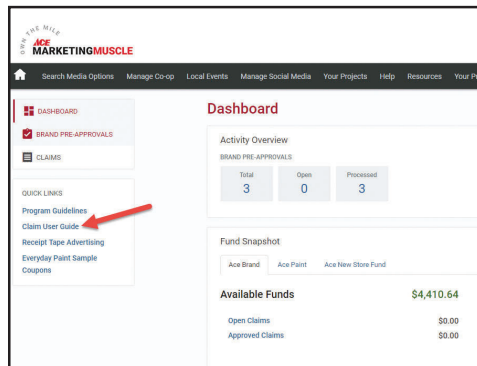 OWN THE MILE
ACE
MARKETINGMUSCLE
Search Media Options Manage Co-op Local Events Manage Social Media Your Projects Help Resources Your
DASHBOARD
BRAND PRE-APPROVALS
CLAIMS
QUICK LINKS
Program Guidelines
Claim User Guide
Receipt Tape Advertising
Everyday Paint Sample
Coupons
Dashboard
Activity Overview
BRAND PRE-APPROVALS
Total Open Processed
3 0 3
Fund Snapshot
Ace Brand Ace Paint Ace New Store Fund
Available Funds $4,410.64
Open Claims $0.00
Approved Claims $0.00